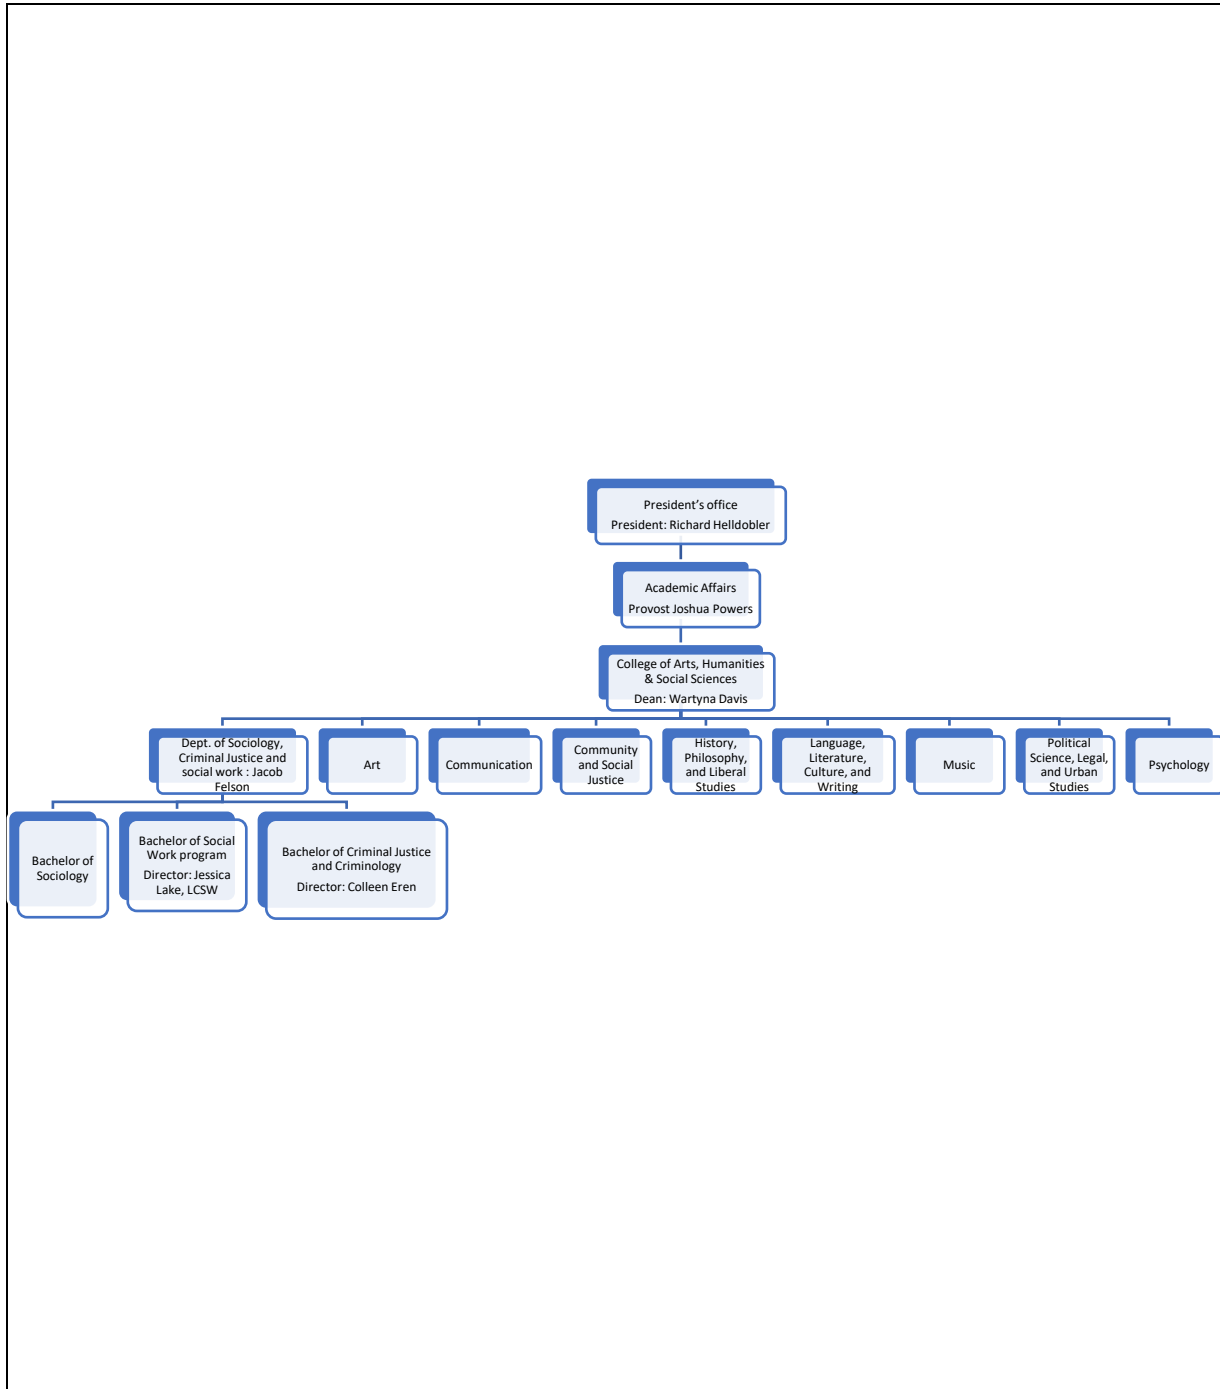 President's office
President: Richard Helldobler
Academic Affairs
Provost Joshua Powers
College of Arts, Humanities
& Social Sciences
Dean: Wartyna Davis
Dept. of Sociology,
Criminal Justice and
social work : Jacob
Felson
Art
Communication
Community
and Social
Justice
History,
Philosophy,
and Liberal
Studies
Language,
Literature,
Culture, and
Writing
Music
Political
Science, Legal,
and Urban
Studies
Psychology
Bachelor of
Sociology
Bachelor of Social
Work program
Director: Jessica
Lake, LCSW
Bachelor of Criminal Justice
and Criminology
Director: Colleen Eren